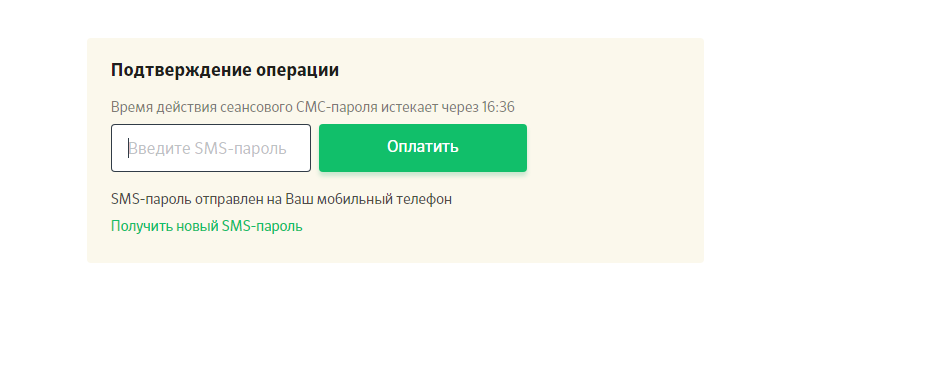 Подтверждение операции
Время действия сеансового СМС-пароля истекает через 16:36
Введите SMS-пароль
Оплатить
SMS-пароль отправлен на Ваш мобильный телефон
Получить новый SMS-пароль